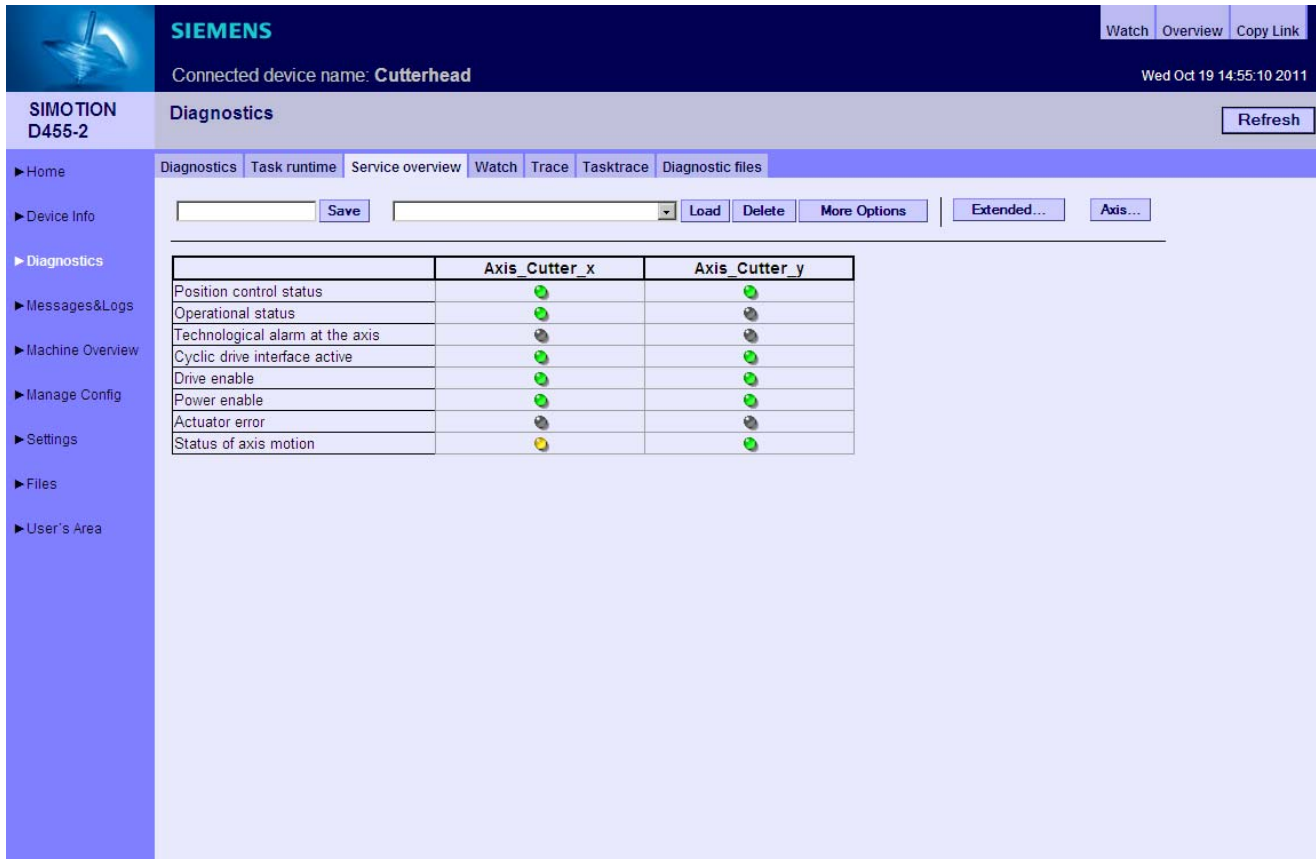 SIEMENS
Watch Overview Copy Link
Connected device name: Cutterhead
Wed Oct 19 14:55:10 2011
SIMOTION
D455-2
Diagnostics
Refresh
►Home
►Device Info
►Diagnostics
►Messages&Logs
►Machine Overview
►Manage Config
►Settings
►Files
►User´s Area
Diagnostics Task runtime Service overview Watch Trace Tasktrace Diagnostic files
Save Load Delete More Options Extended... Axis...
Axis_Cutter_x Axis_Cutter_y
Position control status
Operational status
Technological alarm at the axis
Cyclic drive interface active
Drive enable
Power enable
Actuator error
Status of axis motion